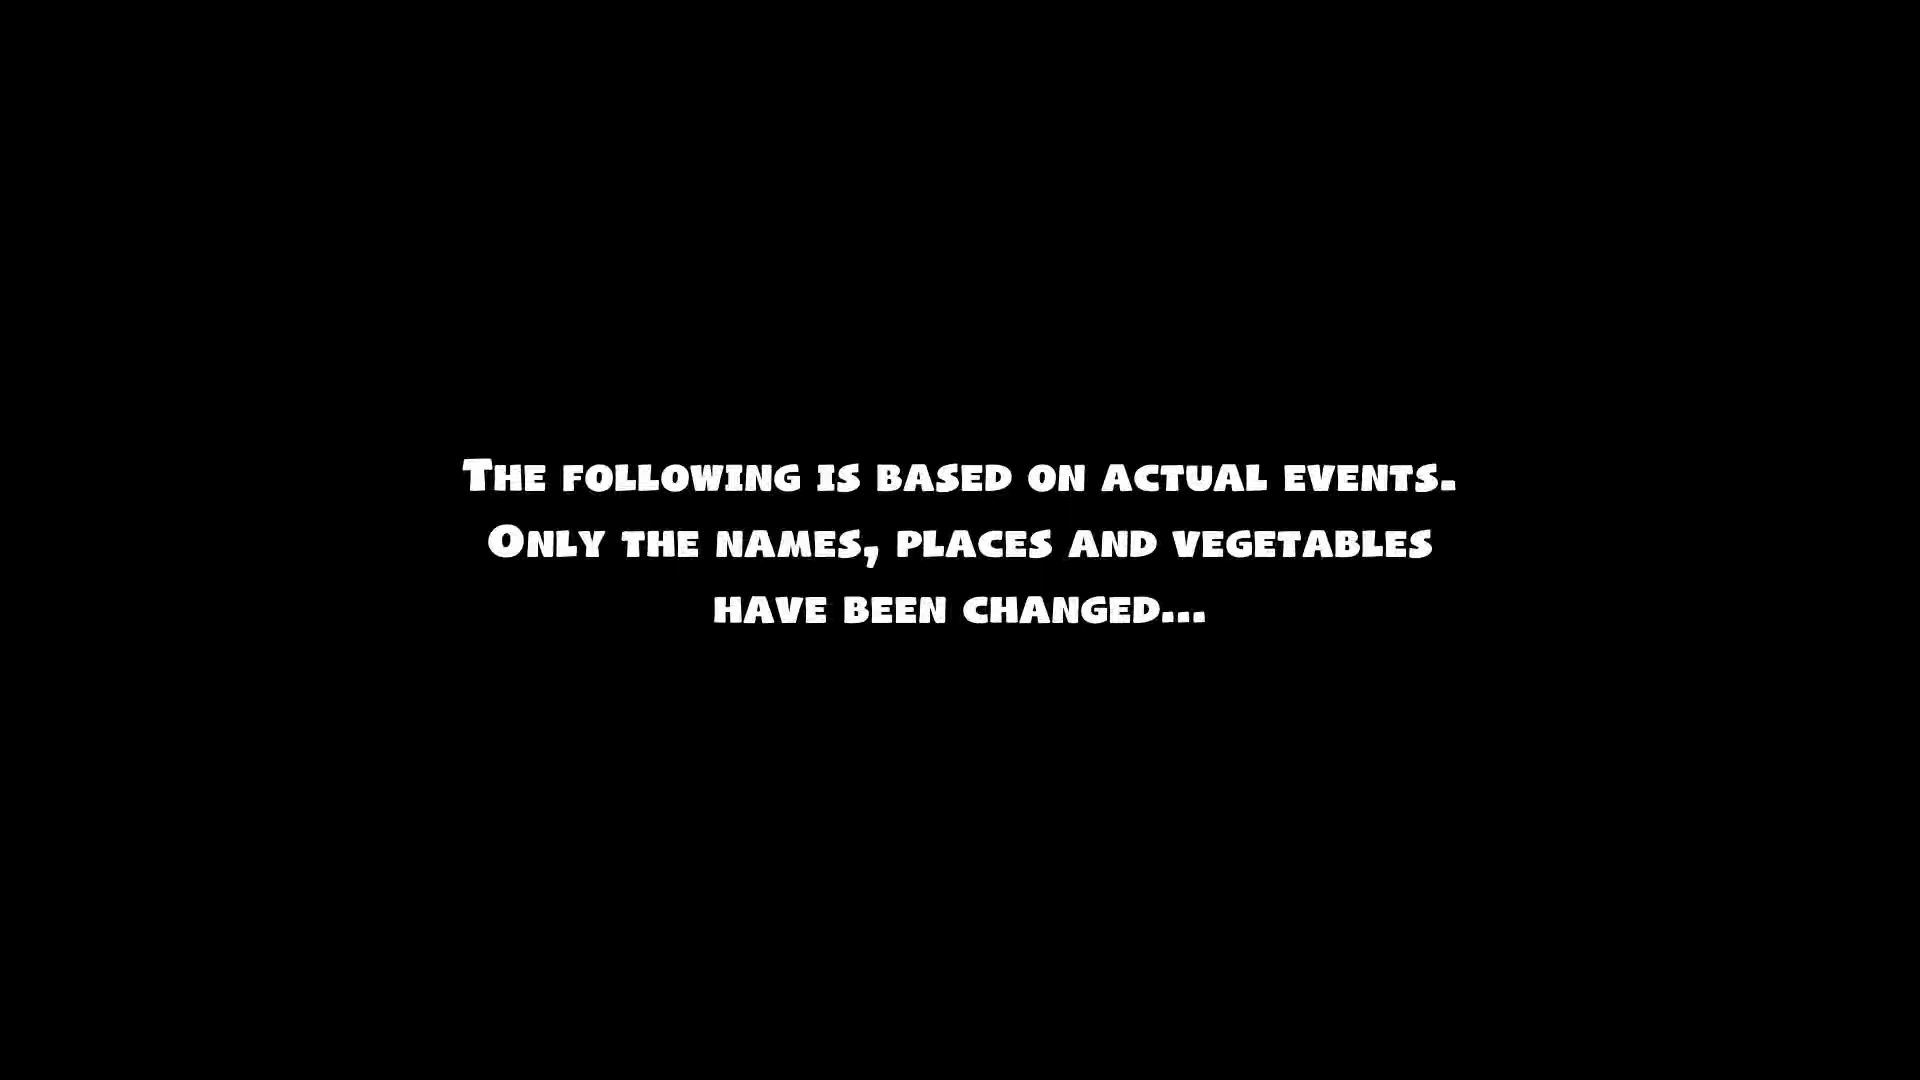 The following is based on actual events.
Only the names, places and vegetables
have been changed...